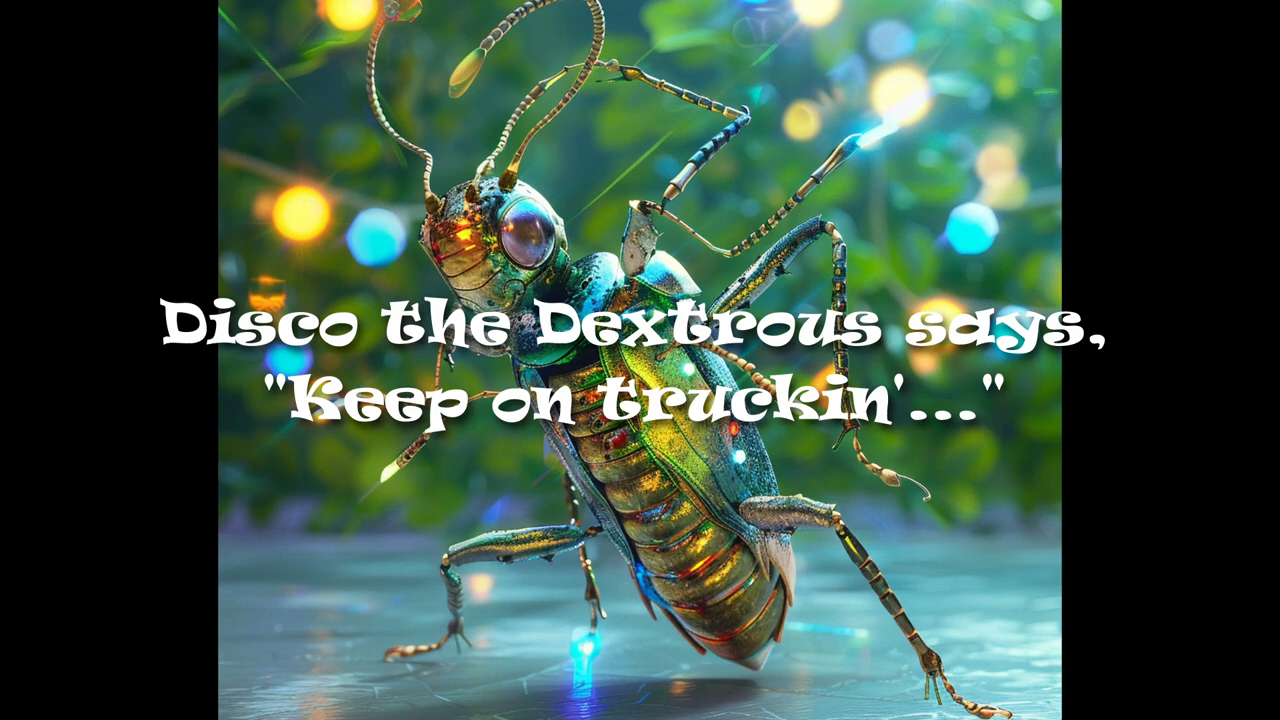 Disco the Dextrous says,
"Keep on truckin'..."